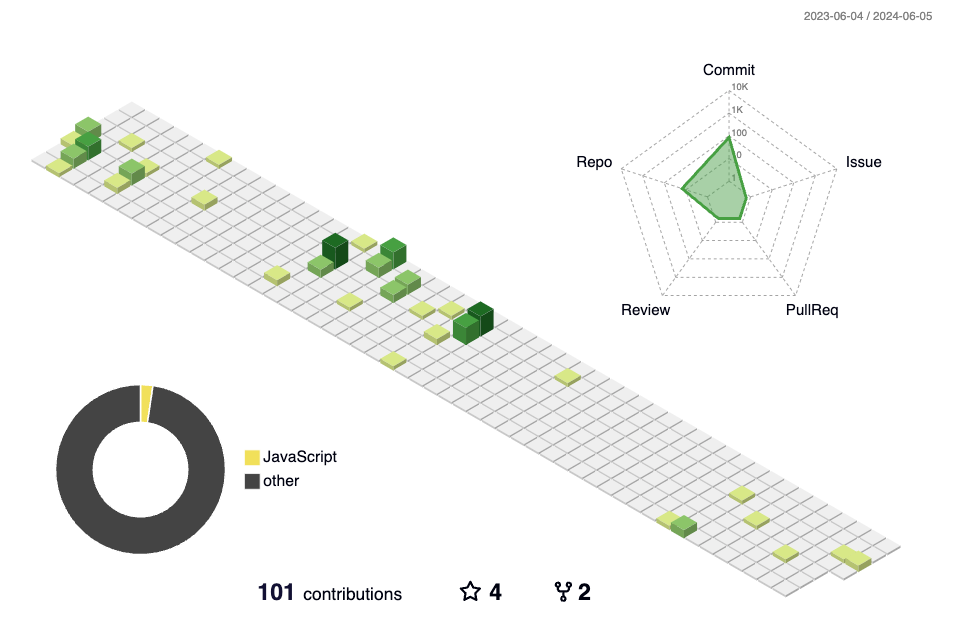 2023-06-04 / 2024-06-05
Commit
10K
1K
100
1
Repo
Issue
Review
PullReq
JavaScript
other
101 contributions
4
2